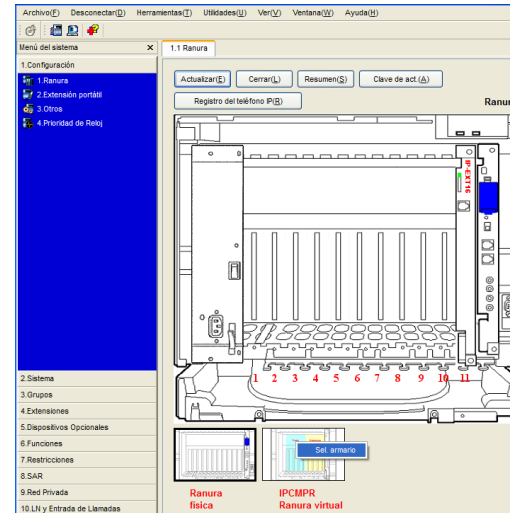 Archivo(F) Desconectar(D) Herramientas(T) Utilidades(U) Ver(V) Ventana(W) Ayuda(H)
Menú del sistema X
1.1 Ranura
1.Configuración
1.Ranura
2.Extensión portátil
3.Otros
4.Prioridad de Reloj
Actualizar(E) Cerrar(L) Resumen(S) Clave de act.(A)
Registro del teléfono IP(R)
Ranur
IP-EXT16
1 2 3 4 5 6 7 8 9 10 11
2.Sistema
3.Grupos
4.Extensiones
5.Dispositivos Opcionales
6.Funciones
7.Restricciones
8.SAR
9.Red Privada
10.LN y Entrada de Llamadas
Sel. armario
Ranura
física
IPCMPR
Ranura virtual